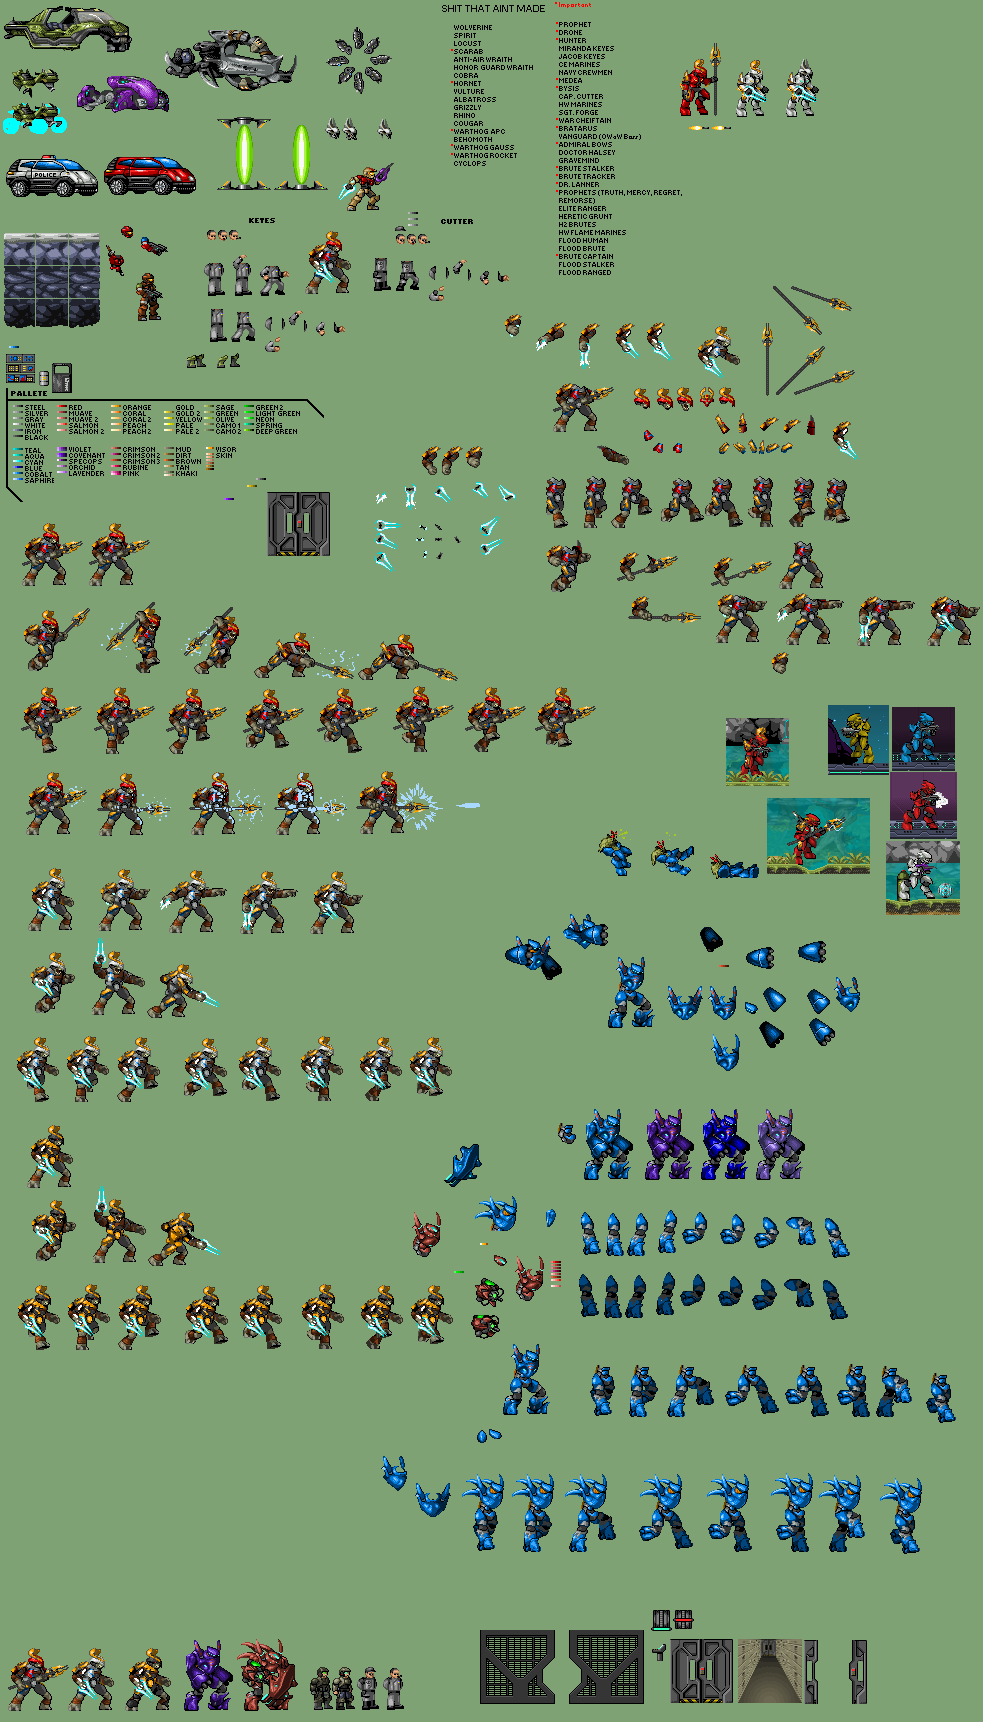 SHIT THAT AINT MADE
*Important
WOLVERINE
SPIRIT
LOCUST
*SCARAB
ANTI-AIR WRAITH
HONOR GUARD WRAITH
COBRA
*HORNET
VULTURE
ALBATROSS
GRIZZLY
RHINO
COUGAR
*WARTHOG APC
BEHOMOTH
*WARTHOG GAUSS
*WARTHOG ROCKET
CYCLOPS
*PROPHET
*DRONE
*HUNTER
MIRANDA KEYES
JACOB KEYES
CE MARINES
NAVY CREWMEN
*MEDEA
*BYSIS
CAP. CUTTER
HW MARINES
SGT. FORGE
*WAR CHEIFTAIN
*BRATARUS
VANGUARD (OWoW Bass)
*ADMIRAL BOWS
DOCTOR HALSEY
GRAVEMIND
*BRUTE STALKER
*BRUTE TRACKER
*DR. LANNER
*PROPHETS (TRUTH, MERCY, REGRET,
REMORSE)
ELITE RANGER
HERETIC GRUNT
H2 BRUTES
HW FLAME MARINES
FLOOD HUMAN
FLOOD BRUTE
*BRUTE CAPTAIN
FLOOD STALKER
FLOOD RANGED
POLICE
KEYES
CUTTER
PALLETE
STEEL
SILVER
GRAY
WHITE
IRON
BLACK
RED
MUAVE
MUAVE 2
SALMON
SALMON 2
ORANGE
CORAL
CORAL 2
PEACH
PEACH 2
GOLD
GOLD 2
YELLOW
PALE
PALE 2
SAGE
GREEN
OLIVE
CAMO 1
CAMO 2
GREEN 2
LIGHT GREEN
NEON
SPRING
DEEP GREEN
TEAL
AQUA
CYAN
BLUE
COBALT
SAPHIRE
VIOLET
COVENANT
SPECOPS
ORCHID
LAVENDER
CRIMSON
CRIMSON 2
CRIMSON 3
RUBINE
PINK
MUD
DIRT
BROWN
TAN
KHAKI
VISOR
SKIN